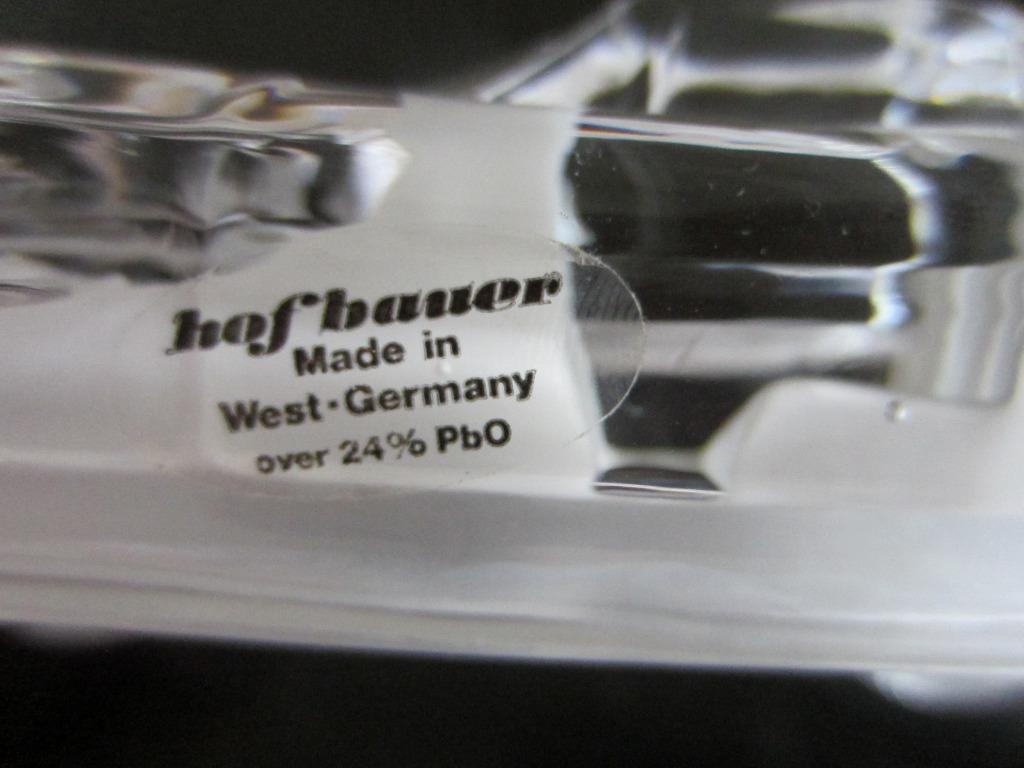 hofbauer®
Made in
West·Germany
over 24% PbO